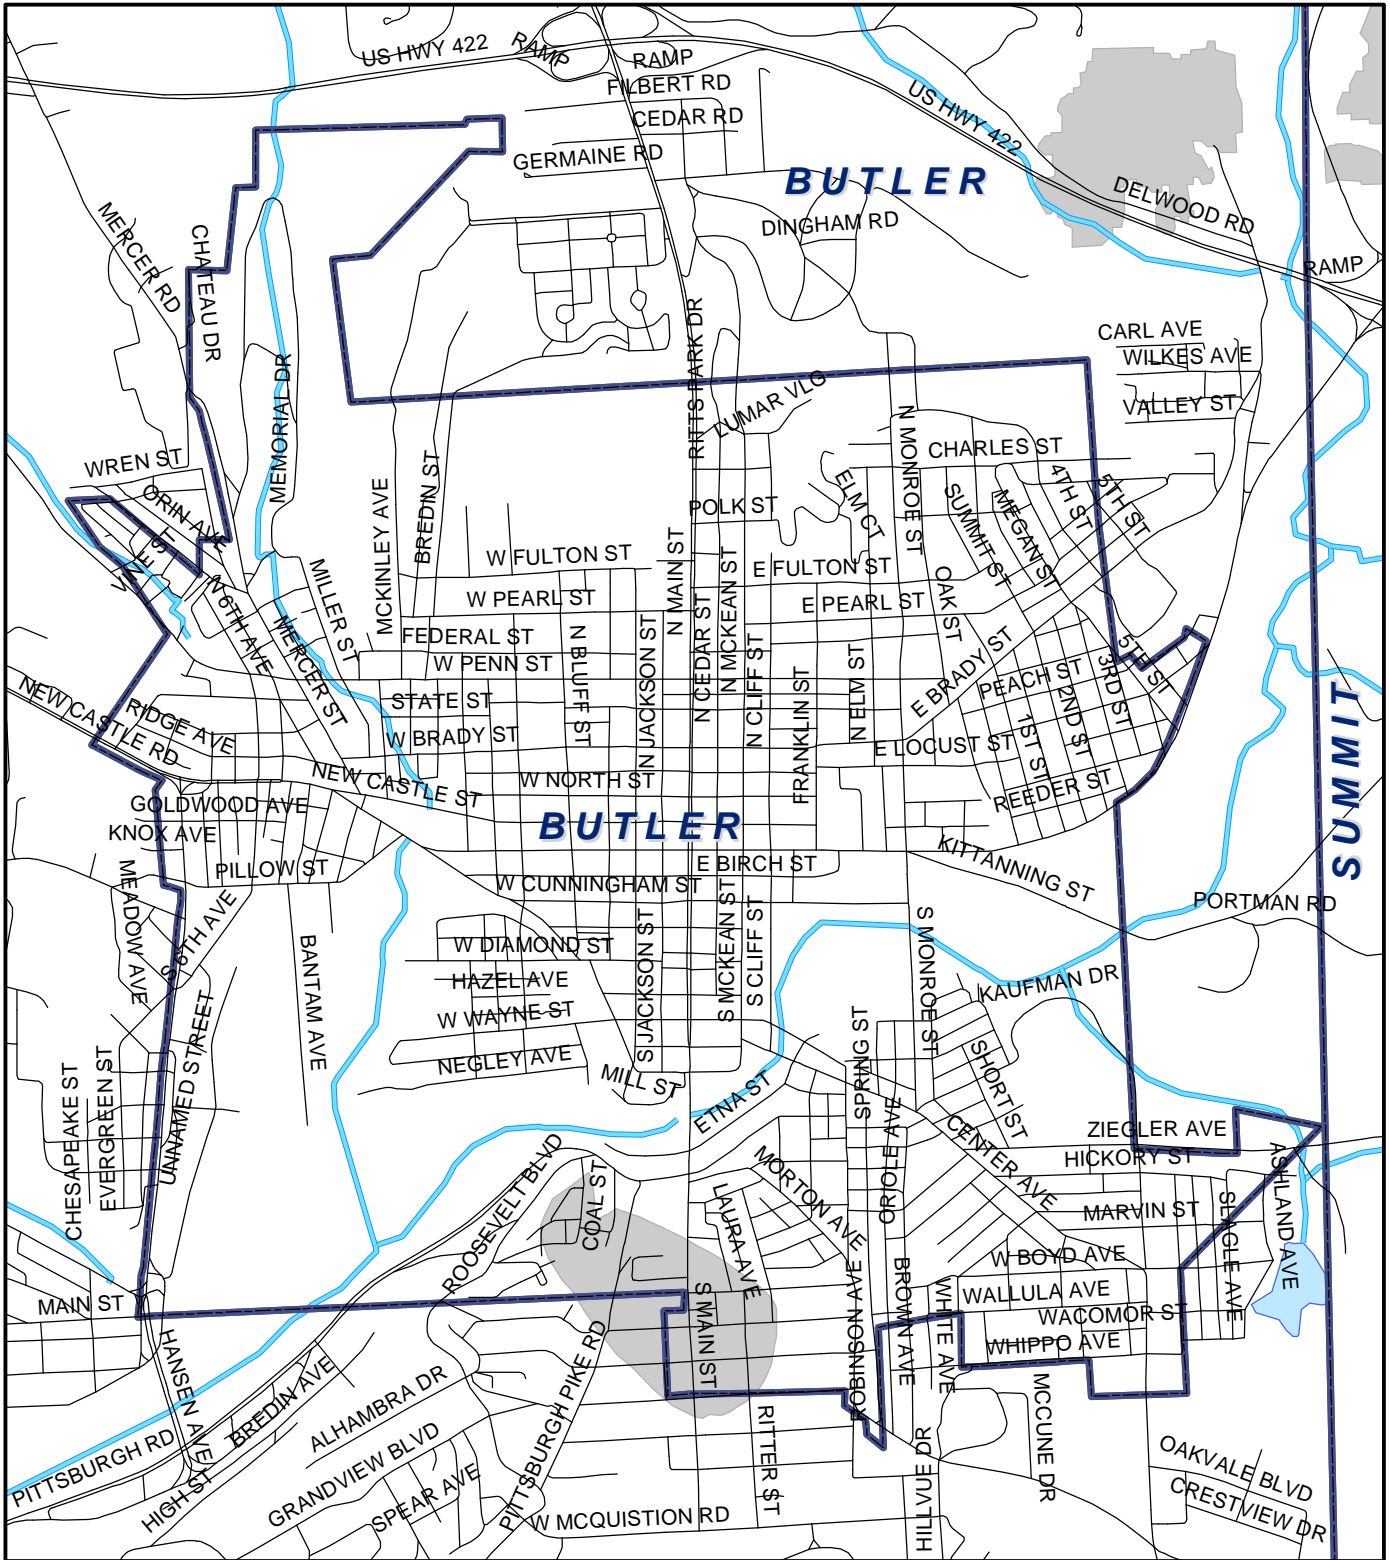 US HWY 422
RAMP
RAMP
FILBERT RD
CEDAR RD
GERMAINE RD
US HWY 422
BUTLER
DELWOOD RD
DINGHAM RD
RAMP
MERCER RD
CHATEAU DR
MEMORIAL DR
RITTS PARK DR
CARL AVE
WILKES AVE
VALLEY ST
LUMAR VLG
N MONROE ST
CHARLES ST
WREN ST
ORIN AVE
VINE ST
MCKINLEY AVE
BREDIN ST
POLK ST
ELM CT
SUMMIT ST
MEGAN ST
4TH ST
5TH ST
W FULTON ST
N MAIN ST
E FULTON ST
MILLER ST
N 6TH AVE
MERCER ST
W PEARL ST
E PEARL ST
OAK ST
FEDERAL ST
W PENN ST
N BLUFF ST
N JACKSON ST
N CEDAR ST
N MCKEAN ST
N CLIFF ST
FRANKLIN ST
N ELM ST
E BRADY ST
PEACH ST
5TH ST
3RD ST
2ND ST
1ST ST
STATE ST
W BRADY ST
NEW CASTLE RD
RIDGE AVE
E LOCUST ST
REEDER ST
SUMMIT
NEW CASTLE ST
W NORTH ST
GOLDWOOD AVE
KNOX AVE
BUTLER
PILLOW ST
E BIRCH ST
KITTANNING ST
W CUNNINGHAM ST
PORTMAN RD
MEADOW AVE
S 6TH AVE
BANTAM AVE
W DIAMOND ST
HAZEL AVE
W WAYNE ST
NEGLEY AVE
S JACKSON ST
S MCKEAN ST
S CLIFF ST
S MONROE ST
KAUFMAN DR
SPRING ST
SHORT ST
MILL ST
ETNA ST
CHESAPEAKE ST
EVERGREEN ST
UNNAMED STREET
ORIOLE AVE
CENTER AVE
ZIEGLER AVE
HICKORY ST
ASHLAND AVE
ROOSEVELT BLVD
COAL ST
LAURA AVE
MORTON AVE
MARVIN ST
SLAGLE AVE
W BOYD AVE
WALLULA AVE
WACOMOR ST
WHIPPO AVE
MAIN ST
S MAIN ST
ROBINSON AVE
BROWN AVE
WHITE AVE
HANSEN AVE
BREDIN AVE
ALHAMBRA DR
PITTSBURGH PIKE RD
RITTER ST
HILLVUE DR
MCCUNE DR
PITTSBURGH RD
HIGH ST
GRANDVIEW BLVD
SPEAR AVE
W MCQUISTION RD
OAKVALE BLVD
CRESTVIEW DR